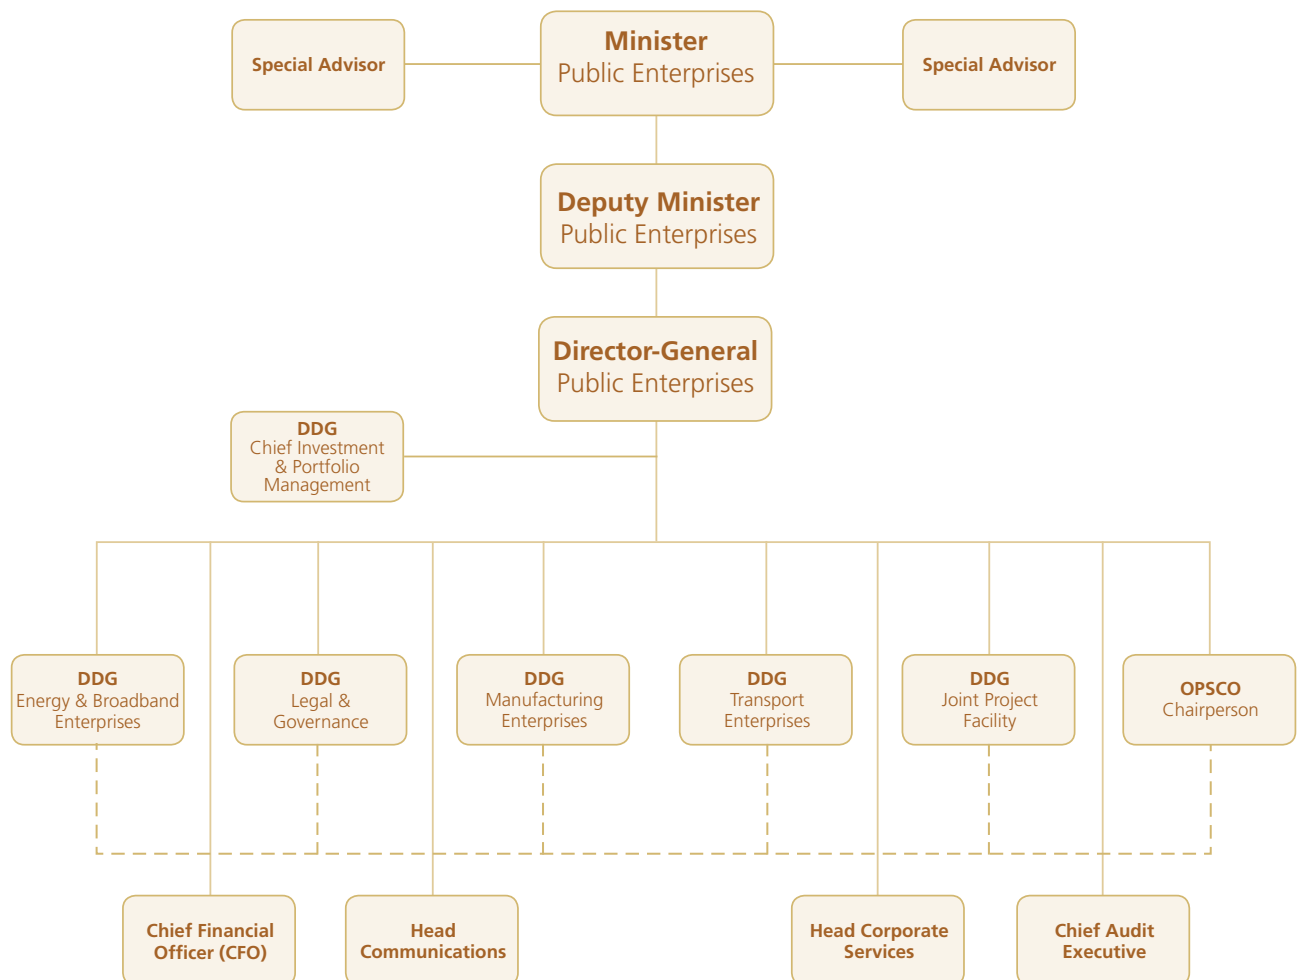 Special Advisor
Minister
Public Enterprises
Special Advisor
Deputy Minister
Public Enterprises
Director-General
Public Enterprises
DDG
Chief Investment
& Portfolio
Management
DDG
Energy & Broadband
Enterprises
DDG
Legal &
Governance
DDG
Manufacturing
Enterprises
DDG
Transport
Enterprises
DDG
Joint Project
Facility
OPSCO
Chairperson
Chief Financial
Officer (CFO)
Head
Communications
Head Corporate
Services
Chief Audit
Executive